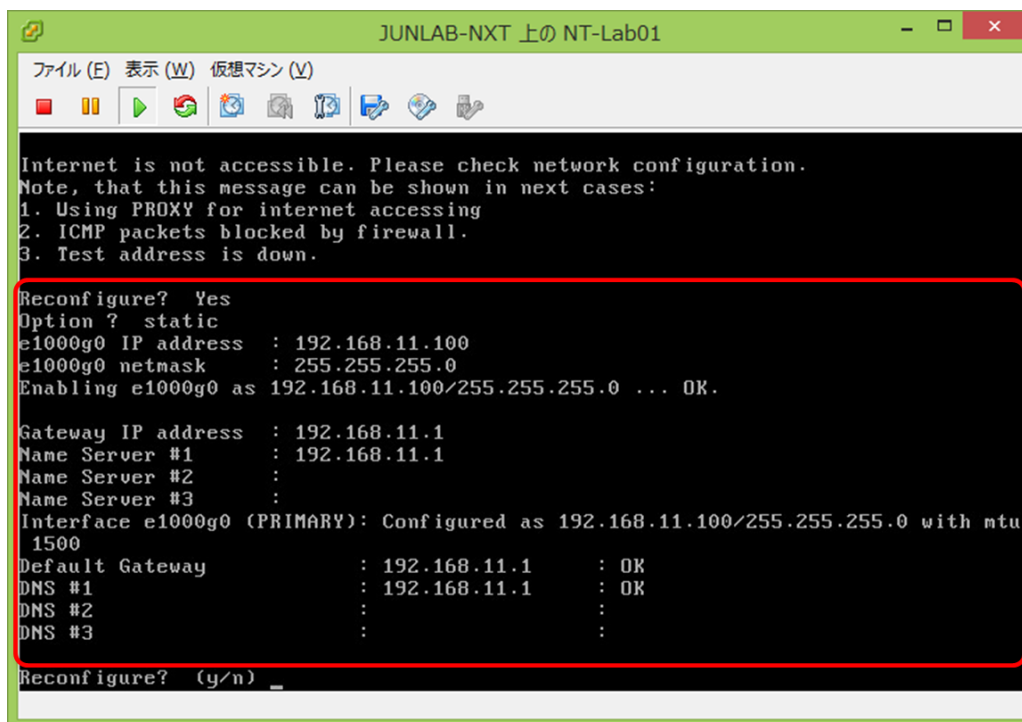 JUNLAB-NXT 上の NT-Lab01
ファイル (F) 表示 (W) 仮想マシン (V)
Internet is not accessible. Please check network configuration.
Note, that this message can be shown in next cases:
1. Using PROXY for internet accessing
2. ICMP packets blocked by firewall.
3. Test address is down.
Reconfigure? Yes
Option ? static
e1000g0 IP address : 192.168.11.100
e1000g0 netmask : 255.255.255.0
Enabling e1000g0 as 192.168.11.100/255.255.255.0 ... OK.
Gateway IP address : 192.168.11.1
Name Server #1 : 192.168.11.1
Name Server #2 :
Name Server #3 :
Interface e1000g0 (PRIMARY): Configured as 192.168.11.100/255.255.255.0 with mtu
1500
Default Gateway : 192.168.11.1 : OK
DNS #1 : 192.168.11.1 : OK
DNS #2 : :
DNS #3 : :
Reconfigure? (y/n) _